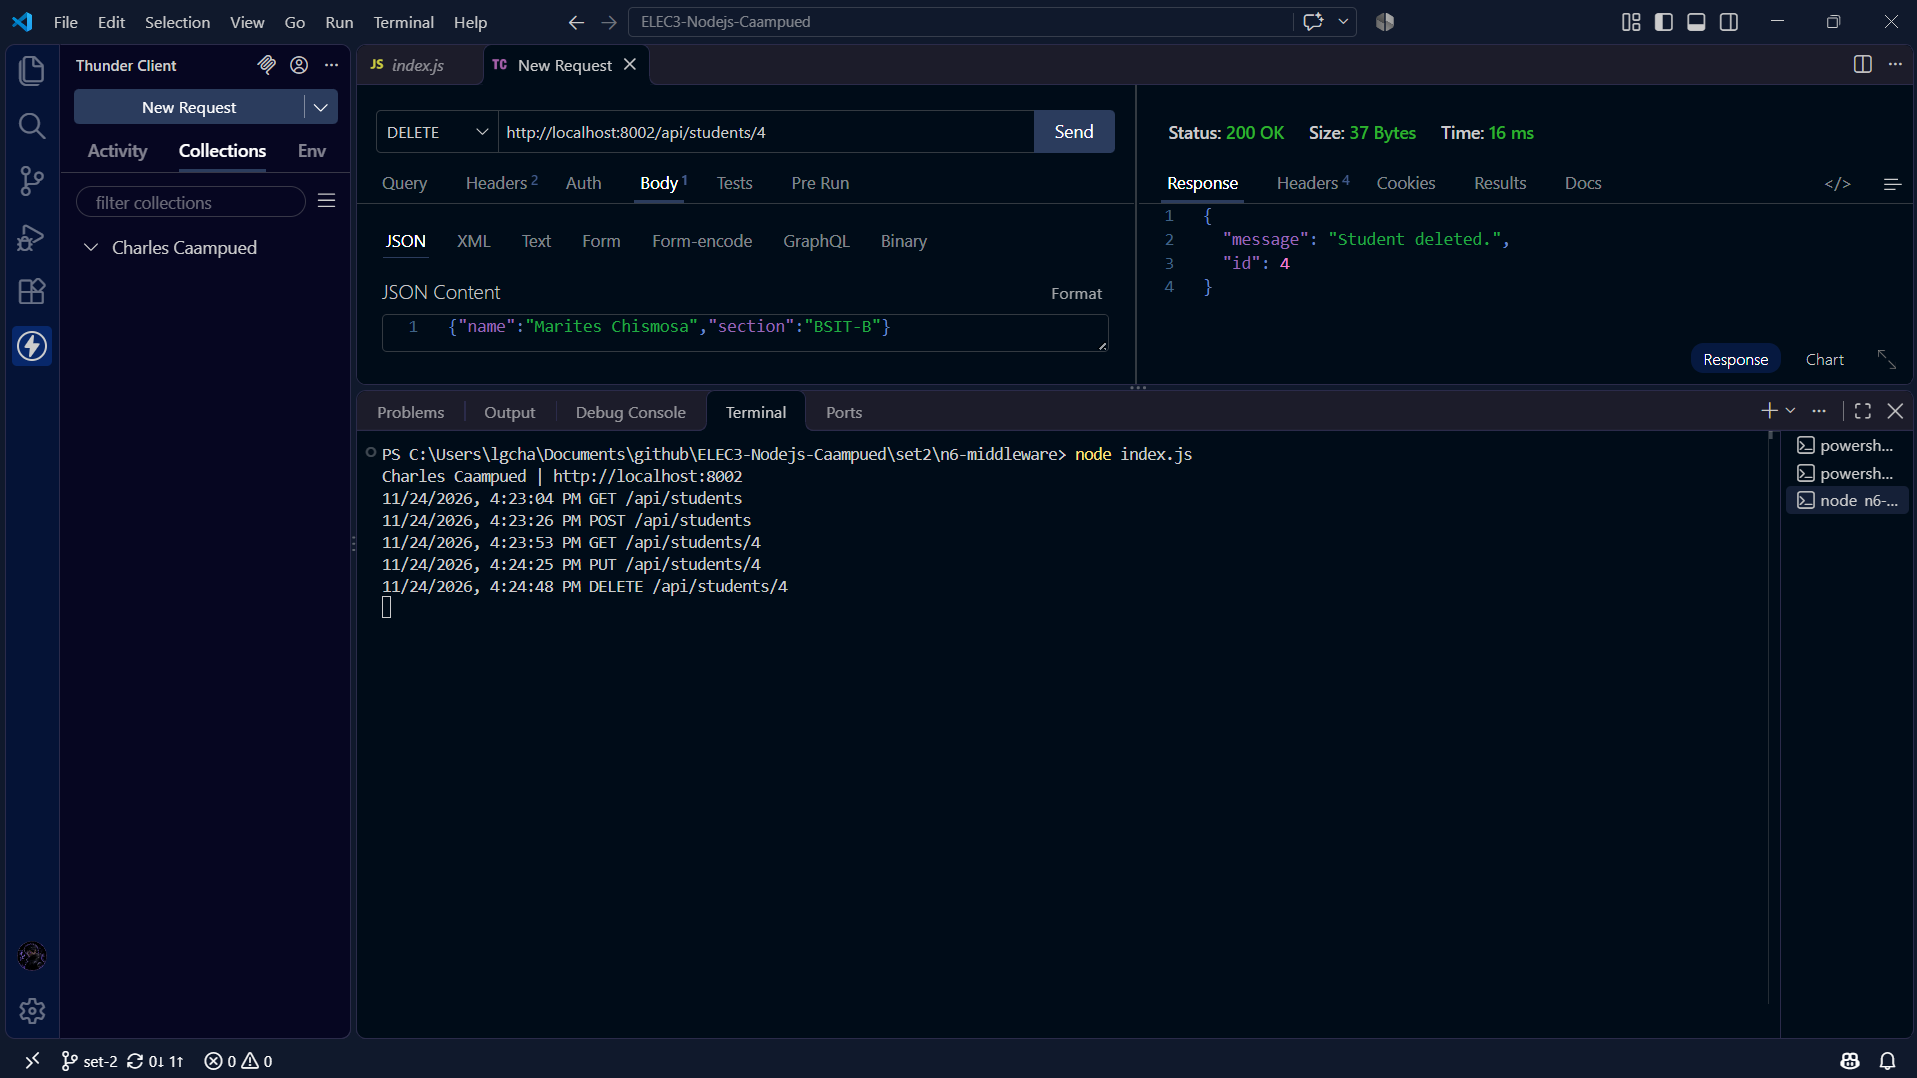 File Edit Selection View Go Run Terminal Help
ELEC3-Nodejs-Caampued
Thunder Client
New Request
Activity Collections Env
filter collections
Charles Caampued
JS index.js
TC New Request
DELETE http://localhost:8002/api/students/4 Send
Query Headers 2 Auth Body 1 Tests Pre Run
JSON XML Text Form Form-encode GraphQL Binary
JSON Content Format
1 {"name":"Marites Chismosa","section":"BSIT-B"}
Status: 200 OK Size: 37 Bytes Time: 16 ms
Response Headers 4 Cookies Results Docs </>
1 {
2 "message": "Student deleted.",
3 "id": 4
4 }
Response Chart
Problems Output Debug Console Terminal Ports
PS C:\Users\lgcha\Documents\github\ELEC3-Nodejs-Caampued\set2\n6-middleware> node index.js
Charles Caampued | http://localhost:8002
11/24/2026, 4:23:04 PM GET /api/students
11/24/2026, 4:23:26 PM POST /api/students
11/24/2026, 4:23:53 PM GET /api/students/4
11/24/2026, 4:24:25 PM PUT /api/students/4
11/24/2026, 4:24:48 PM DELETE /api/students/4
powersh...
powersh...
node n6-...
set-2 0↓ 1↑ 0 0